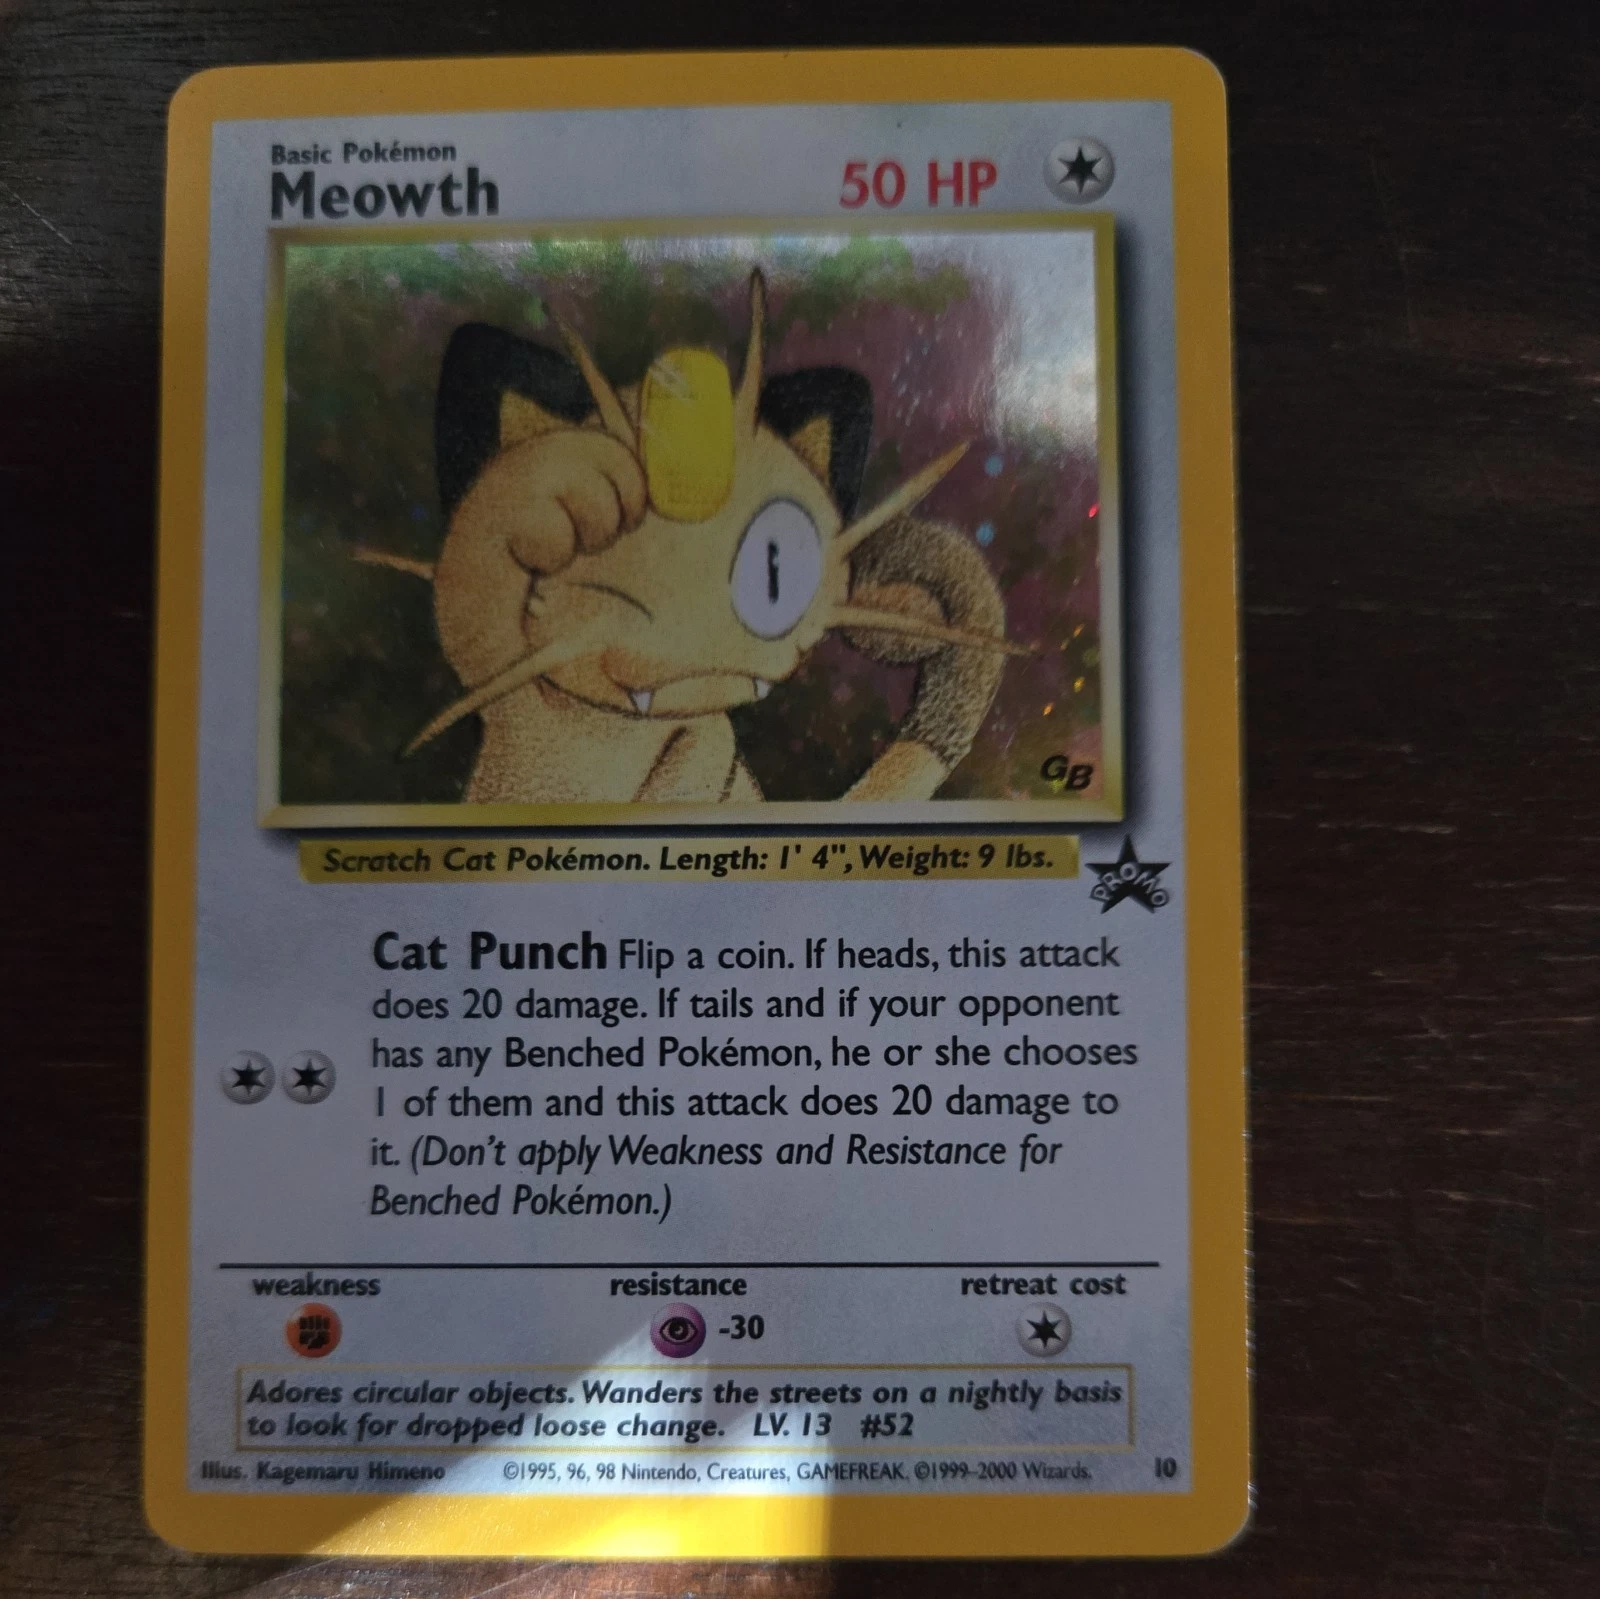 Basic Pokémon
Meowth
50 HP
GB
Scratch Cat Pokémon. Length: 1' 4", Weight: 9 lbs.
PROMO
Cat Punch Flip a coin. If heads, this attack
does 20 damage. If tails and if your opponent
has any Benched Pokémon, he or she chooses
1 of them and this attack does 20 damage to
it. (Don't apply Weakness and Resistance for
Benched Pokémon.)
weakness resistance retreat cost
-30
Adores circular objects. Wanders the streets on a nightly basis
to look for dropped loose change. LV. 13 #52
Illus. Kagemaru Himeno ©1995, 96, 98 Nintendo, Creatures, GAMEFREAK. ©1999-2000 Wizards. 10